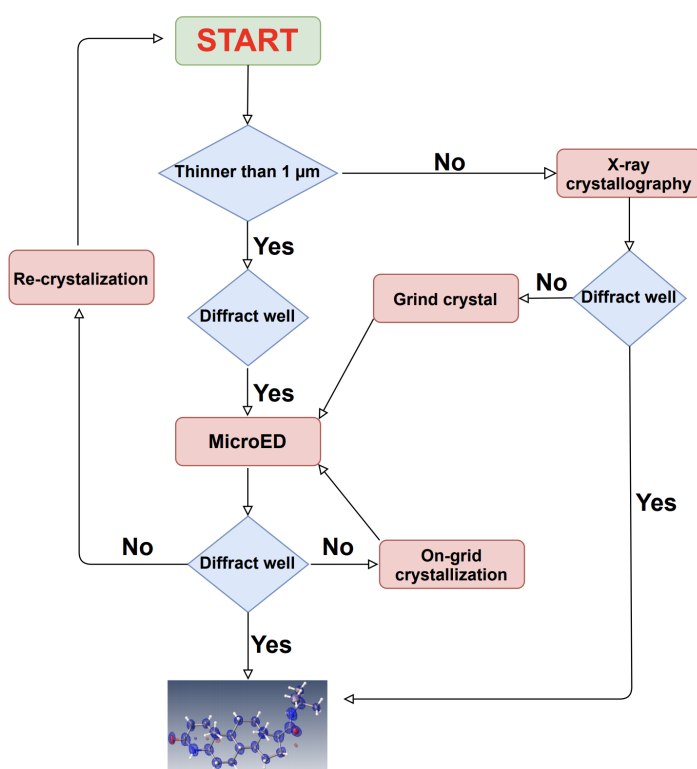 START
Thinner than 1 µm
No
X-ray
crystallography
Yes
Re-crystalization
Diffract well
Grind crystal
No
Diffract well
Yes
MicroED
Yes
No
Diffract well
No
On-grid
crystallization
Yes